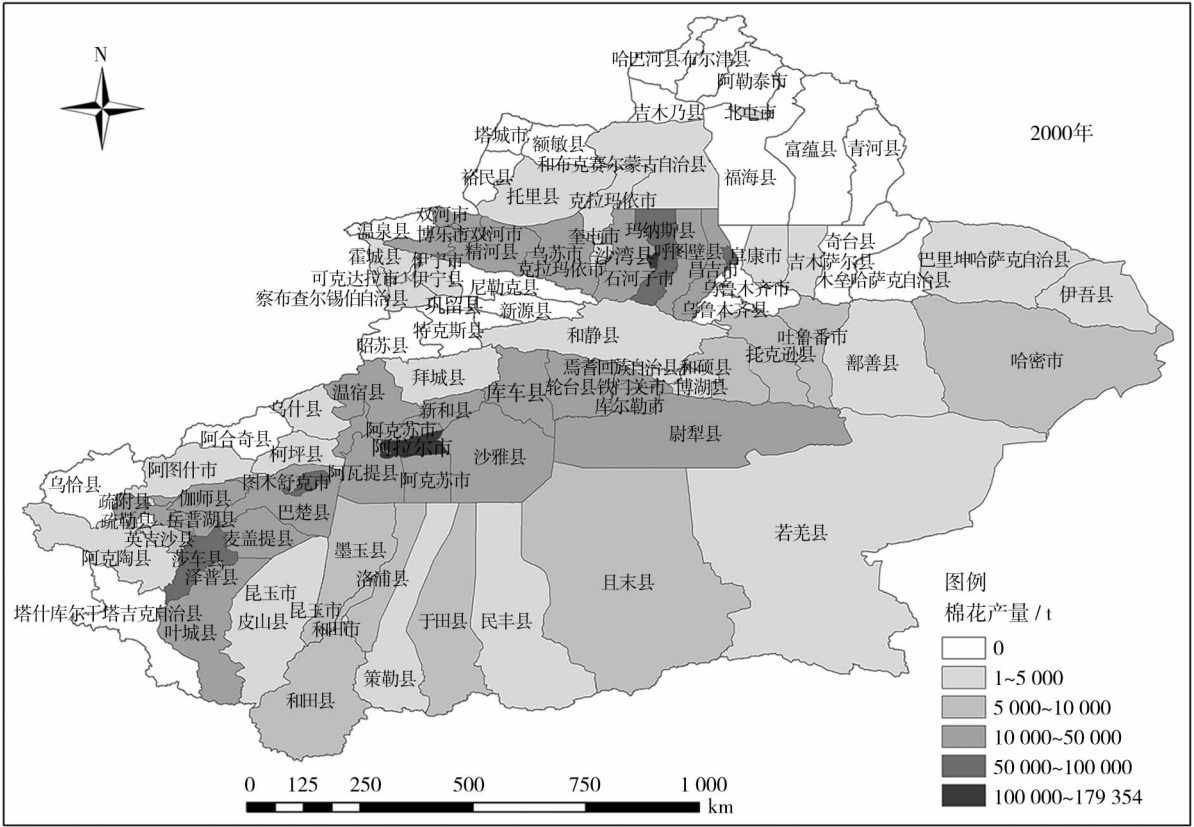 N
2000年
哈巴河县
布尔津县
阿勒泰市
吉木乃县
北屯市
塔城市
额敏县
和布克赛尔蒙古自治县
富蕴县
青河县
福海县
裕民县
托里县
克拉玛依市
双河市
温泉县
博乐市
双河市
奎屯市
玛纳斯县
奇台县
霍城县
伊宁市
精河县
乌苏市
沙湾县
呼图壁县
阜康市
吉木萨尔县
巴里坤哈萨克自治县
可克达拉市
伊宁县
克拉玛依市
石河子市
昌吉市
木垒哈萨克自治县
察布查尔锡伯自治县
尼勒克县
乌鲁木齐市
伊吾县
巩留县
新源县
乌鲁木齐县
特克斯县
昭苏县
和静县
吐鲁番市
托克逊县
鄯善县
哈密市
拜城县
焉耆回族自治县
和硕县
温宿县
库车县
轮台县
铁门关市
博湖县
乌什县
新和县
库尔勒市
阿合奇县
阿克苏市
尉犁县
柯坪县
阿拉尔市
沙雅县
阿图什市
乌恰县
图木舒克市
阿瓦提县
阿克苏市
疏附县
伽师县
疏勒县
岳普湖县
巴楚县
英吉沙县
麦盖提县
若羌县
阿克陶县
莎车县
墨玉县
泽普县
洛浦县
且末县
塔什库尔干塔吉克自治县
昆玉市
昆玉市
叶城县
皮山县
和田市
于田县
民丰县
策勒县
和田县
图例
棉花产量 / t
0
1~5 000
5 000~10 000
10 000~50 000
50 000~100 000
100 000~179 354
0 125 250 500 750 1 000
km